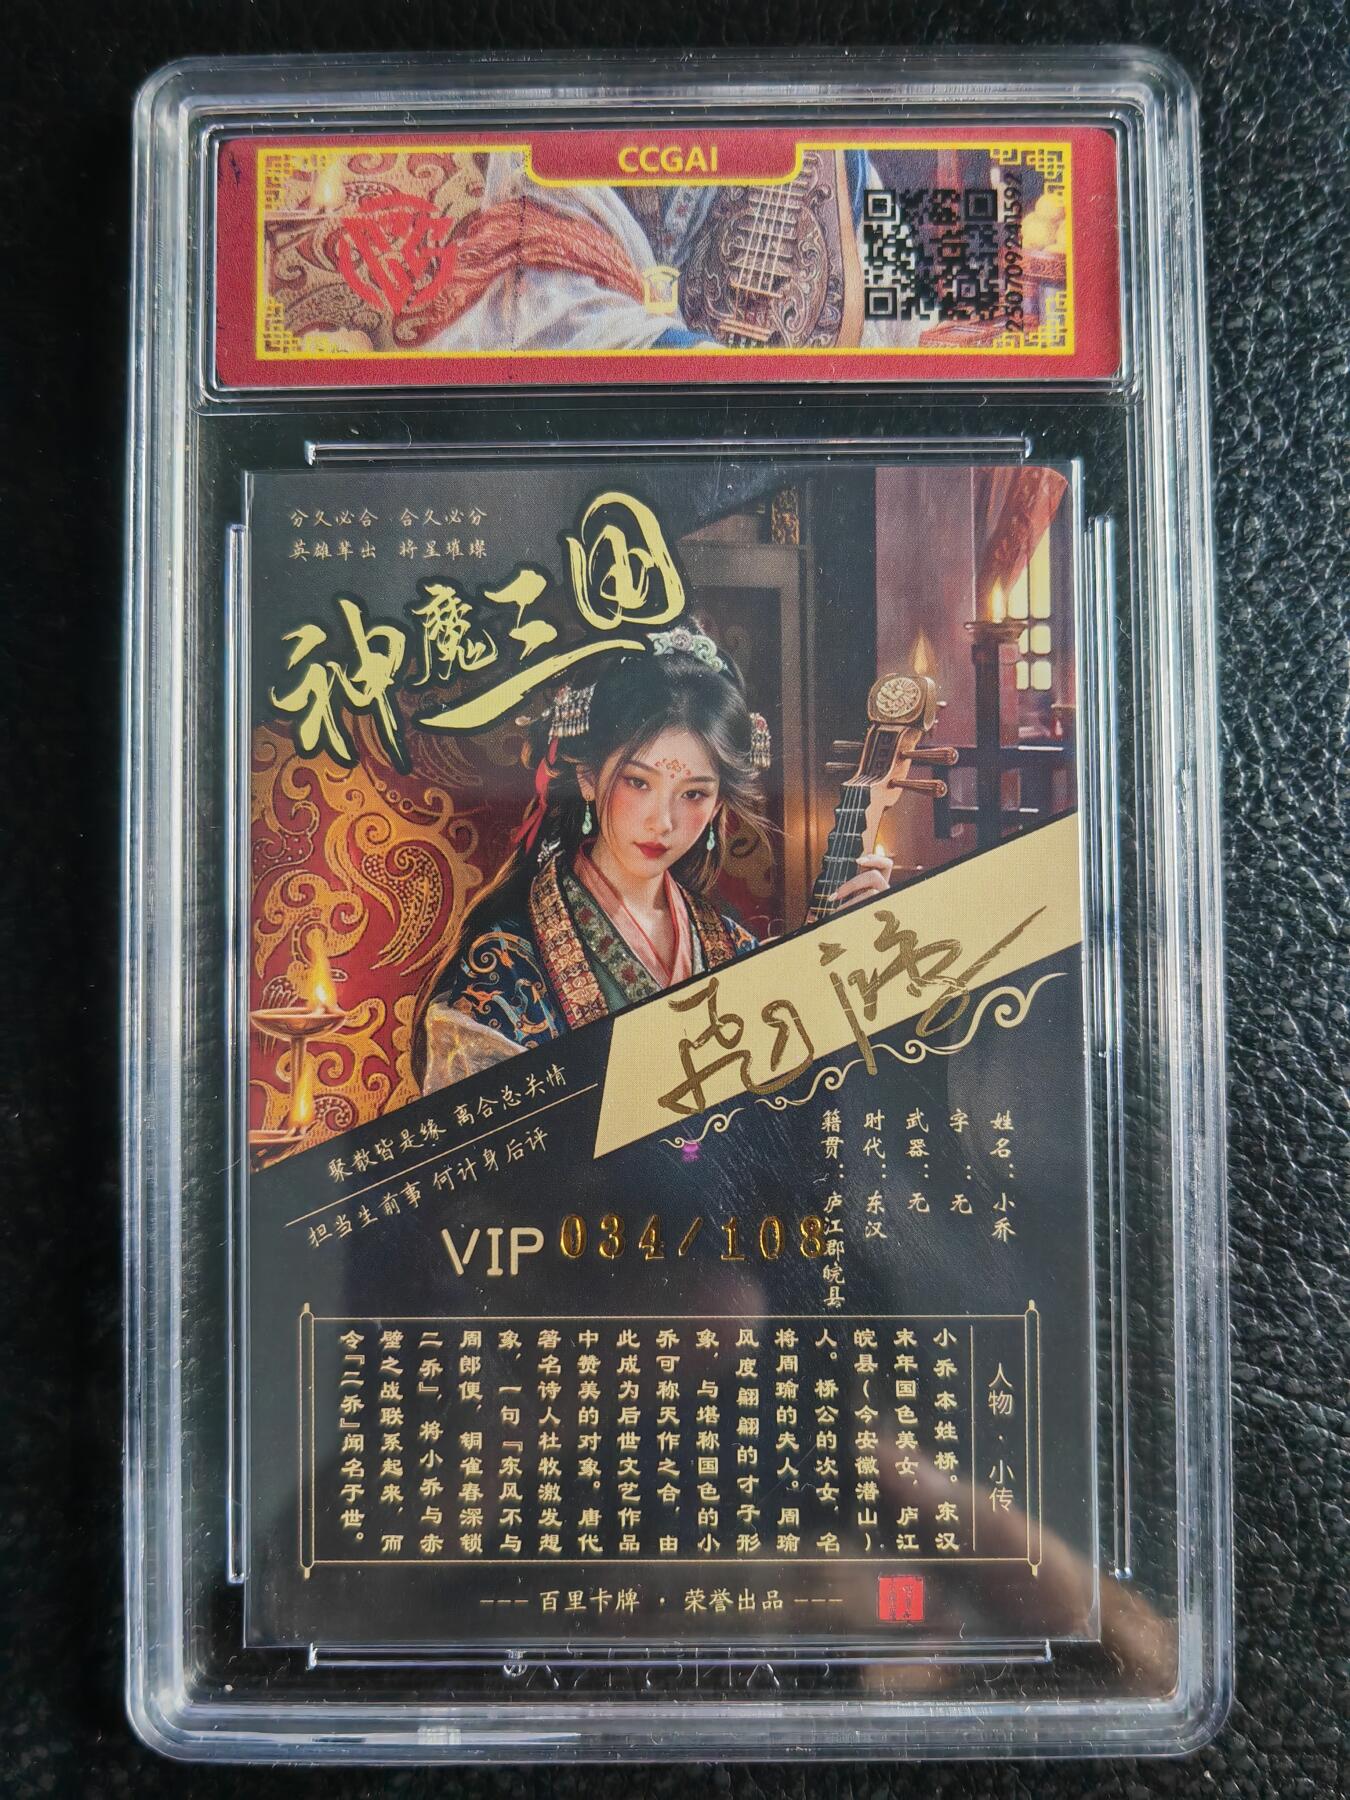 CCGAI
250709241592
分久必合 合久必分
英雄辈出 将星璀璨
神魔三国
聚散皆是缘 离合总关情
担当生前事 何计身后评
姓名：小乔
字：无
武器：无
时代：东汉
籍贯：庐江郡皖县
VIP 034/108
人物·小传
小乔本姓桥。东汉
末年国色美女，庐江
皖县(今安徽潜山)
人。桥公的次女，名
将周瑜的夫人。周瑜
风度翩翩的才子形
象，与堪称国色的小
乔可称天作之合，由
此成为后世文艺作品
中赞美的对象。唐代
著名诗人杜牧激发想
象，一句『东风不与
周郎便，铜雀春深锁
二乔』，将小乔与赤
壁之战联系起来，而
令『二乔』闻名于世。
--- 百里卡牌 · 荣誉出品 ---